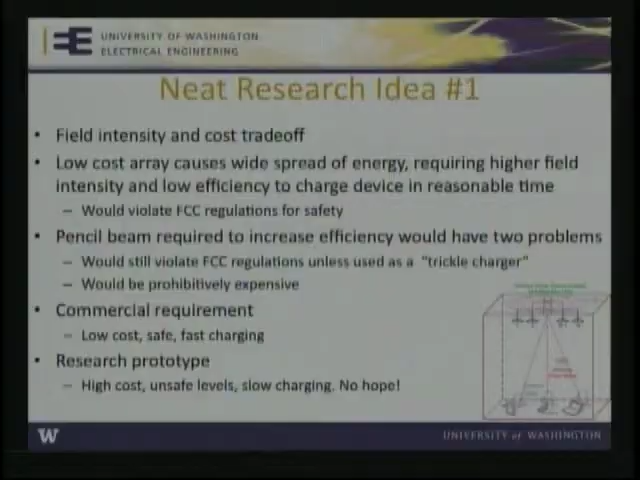 UNIVERSITY OF WASHINGTON
ELECTRICAL ENGINEERING
Neat Research Idea #1
• Field intensity and cost tradeoff
• Low cost array causes wide spread of energy, requiring higher field
intensity and low efficiency to charge device in reasonable time
– Would violate FCC regulations for safety
• Pencil beam required to increase efficiency would have two problems
– Would still violate FCC regulations unless used as a "trickle charger"
– Would be prohibitively expensive
• Commercial requirement
– Low cost, safe, fast charging
• Research prototype
– High cost, unsafe levels, slow charging. No hope!
W
UNIVERSITY of WASHINGTON